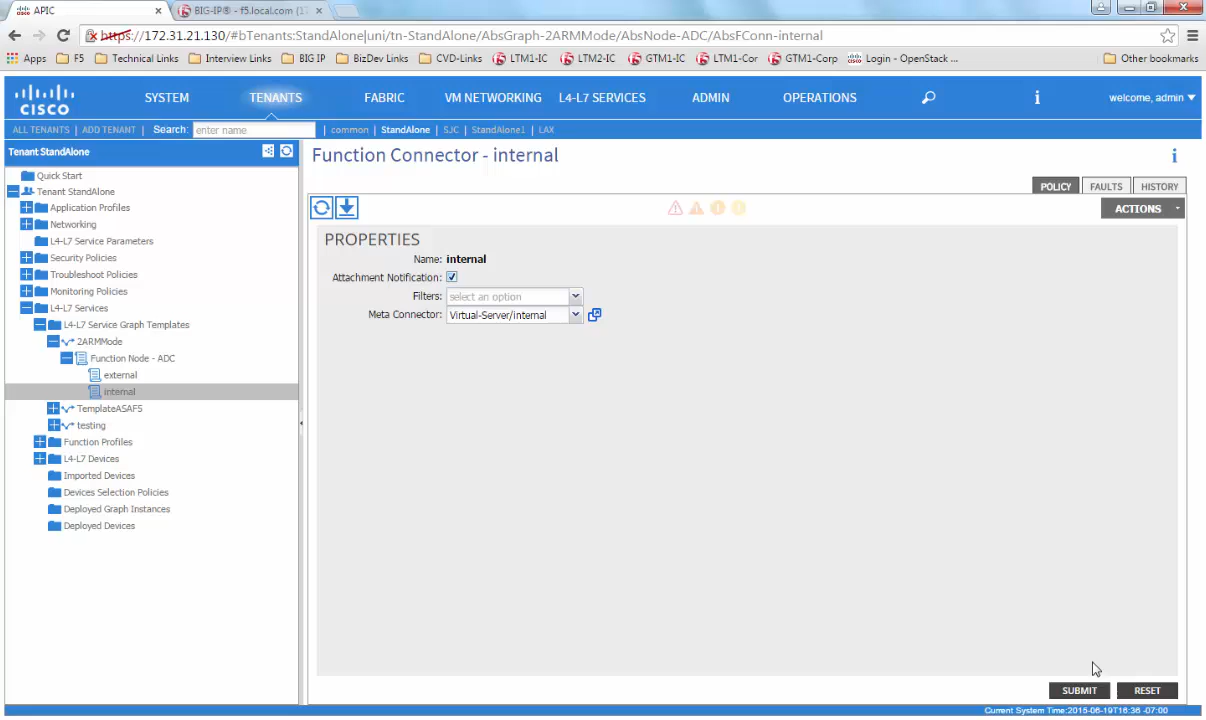 APIC
BIG-IP® - f5.local.com (17
https://172.31.21.130/#bTenants:StandAlone|uni/tn-StandAlone/AbsGraph-2ARMMode/AbsNode-ADC/AbsFConn-internal
Apps F5 Technical Links Interview Links BIG IP BizDev Links CVD-Links LTM1-IC LTM2-IC GTM1-IC LTM1-Cor GTM1-Corp Login - OpenStack ... Other bookmarks
CISCO SYSTEM TENANTS FABRIC VM NETWORKING L4-L7 SERVICES ADMIN OPERATIONS i welcome, admin
ALL TENANTS | ADD TENANT | Search: enter name | common | StandAlone | SJC | StandAlone1 | LAX
Tenant StandAlone
Quick Start
Tenant StandAlone
Application Profiles
Networking
L4-L7 Service Parameters
Security Policies
Troubleshoot Policies
Monitoring Policies
L4-L7 Services
L4-L7 Service Graph Templates
2ARMMode
Function Node - ADC
external
internal
TemplateASAF5
testing
Function Profiles
L4-L7 Devices
Imported Devices
Devices Selection Policies
Deployed Graph Instances
Deployed Devices
Function Connector - internal
i
POLICY FAULTS HISTORY
ACTIONS
PROPERTIES
Name: internal
Attachment Notification:
Filters: select an option
Meta Connector: Virtual-Server/internal
SUBMIT RESET
Current System Time:2015-06-19T16:36 -07:00